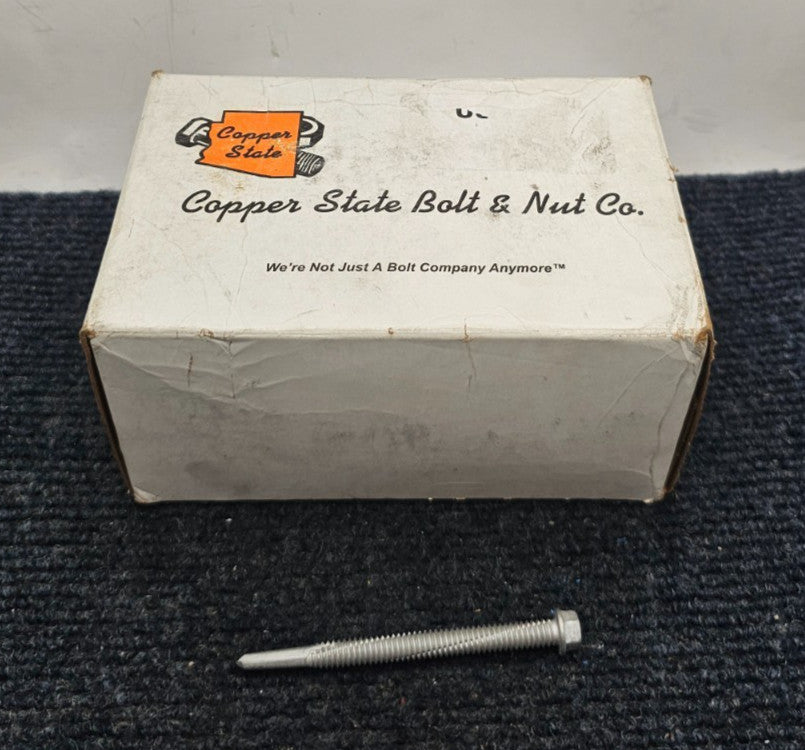 Copper
State
Copper State Bolt & Nut Co.
We're Not Just A Bolt Company Anymore™